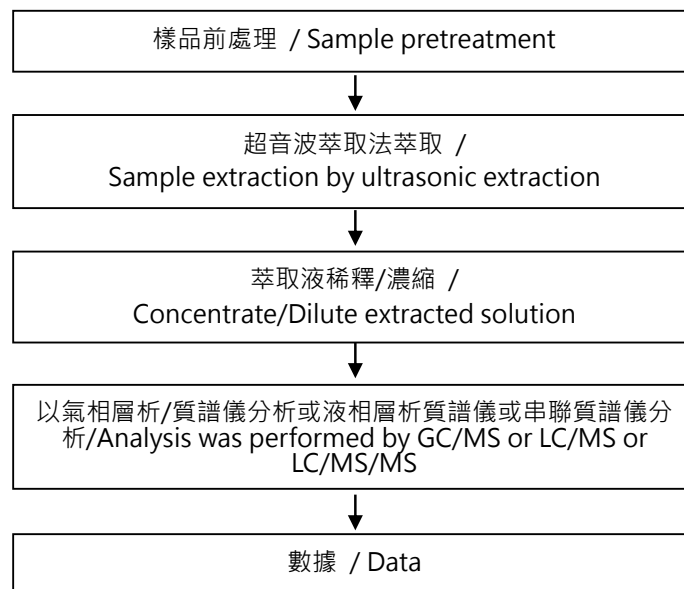 樣品前處理 / Sample pretreatment
超音波萃取法萃取 /
Sample extraction by ultrasonic extraction
萃取液稀釋/濃縮 /
Concentrate/Dilute extracted solution
以氣相層析/質譜儀分析或液相層析質譜儀或串聯質譜儀分
析/Analysis was performed by GC/MS or LC/MS or
LC/MS/MS
數據 / Data